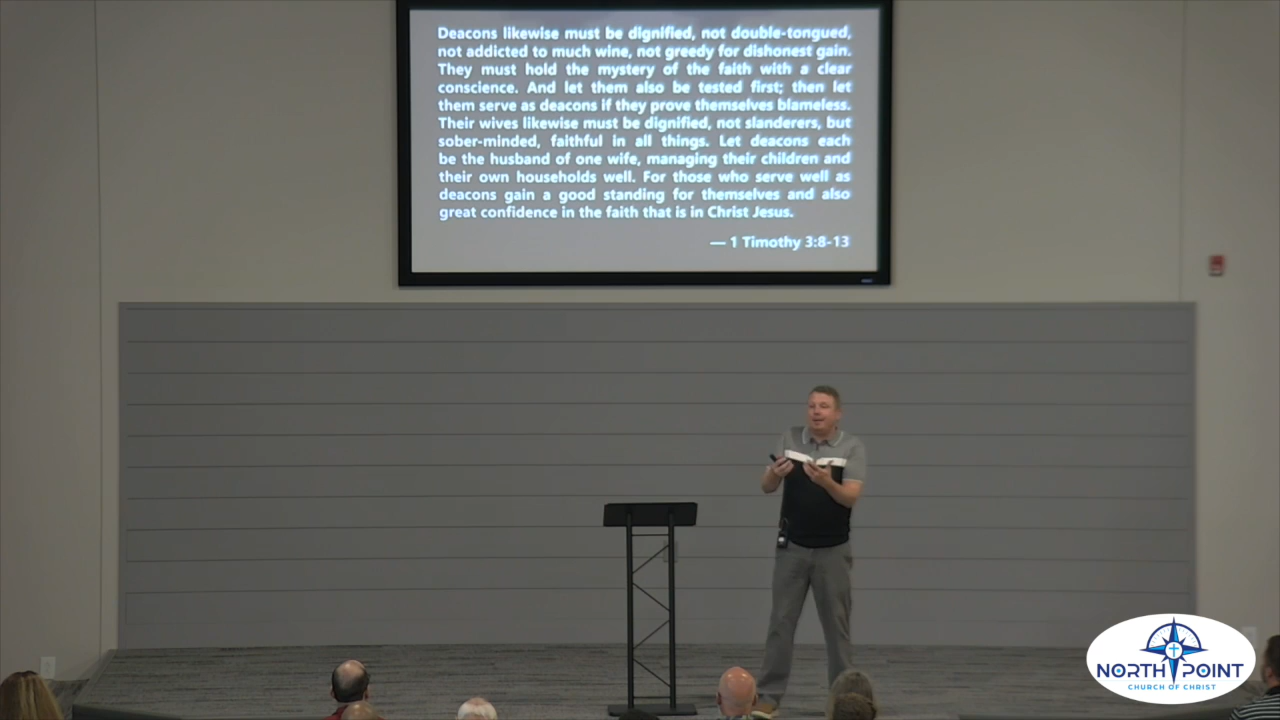 Deacons likewise must be dignified, not double-tongued,
not addicted to much wine, not greedy for dishonest gain.
They must hold the mystery of the faith with a clear
conscience. And let them also be tested first; then let
them serve as deacons if they prove themselves blameless.
Their wives likewise must be dignified, not slanderers, but
sober-minded, faithful in all things. Let deacons each
be the husband of one wife, managing their children and
their own households well. For those who serve well as
deacons gain a good standing for themselves and also
great confidence in the faith that is in Christ Jesus.
— 1 Timothy 3:8-13
NORTH POINT
CHURCH OF CHRIST